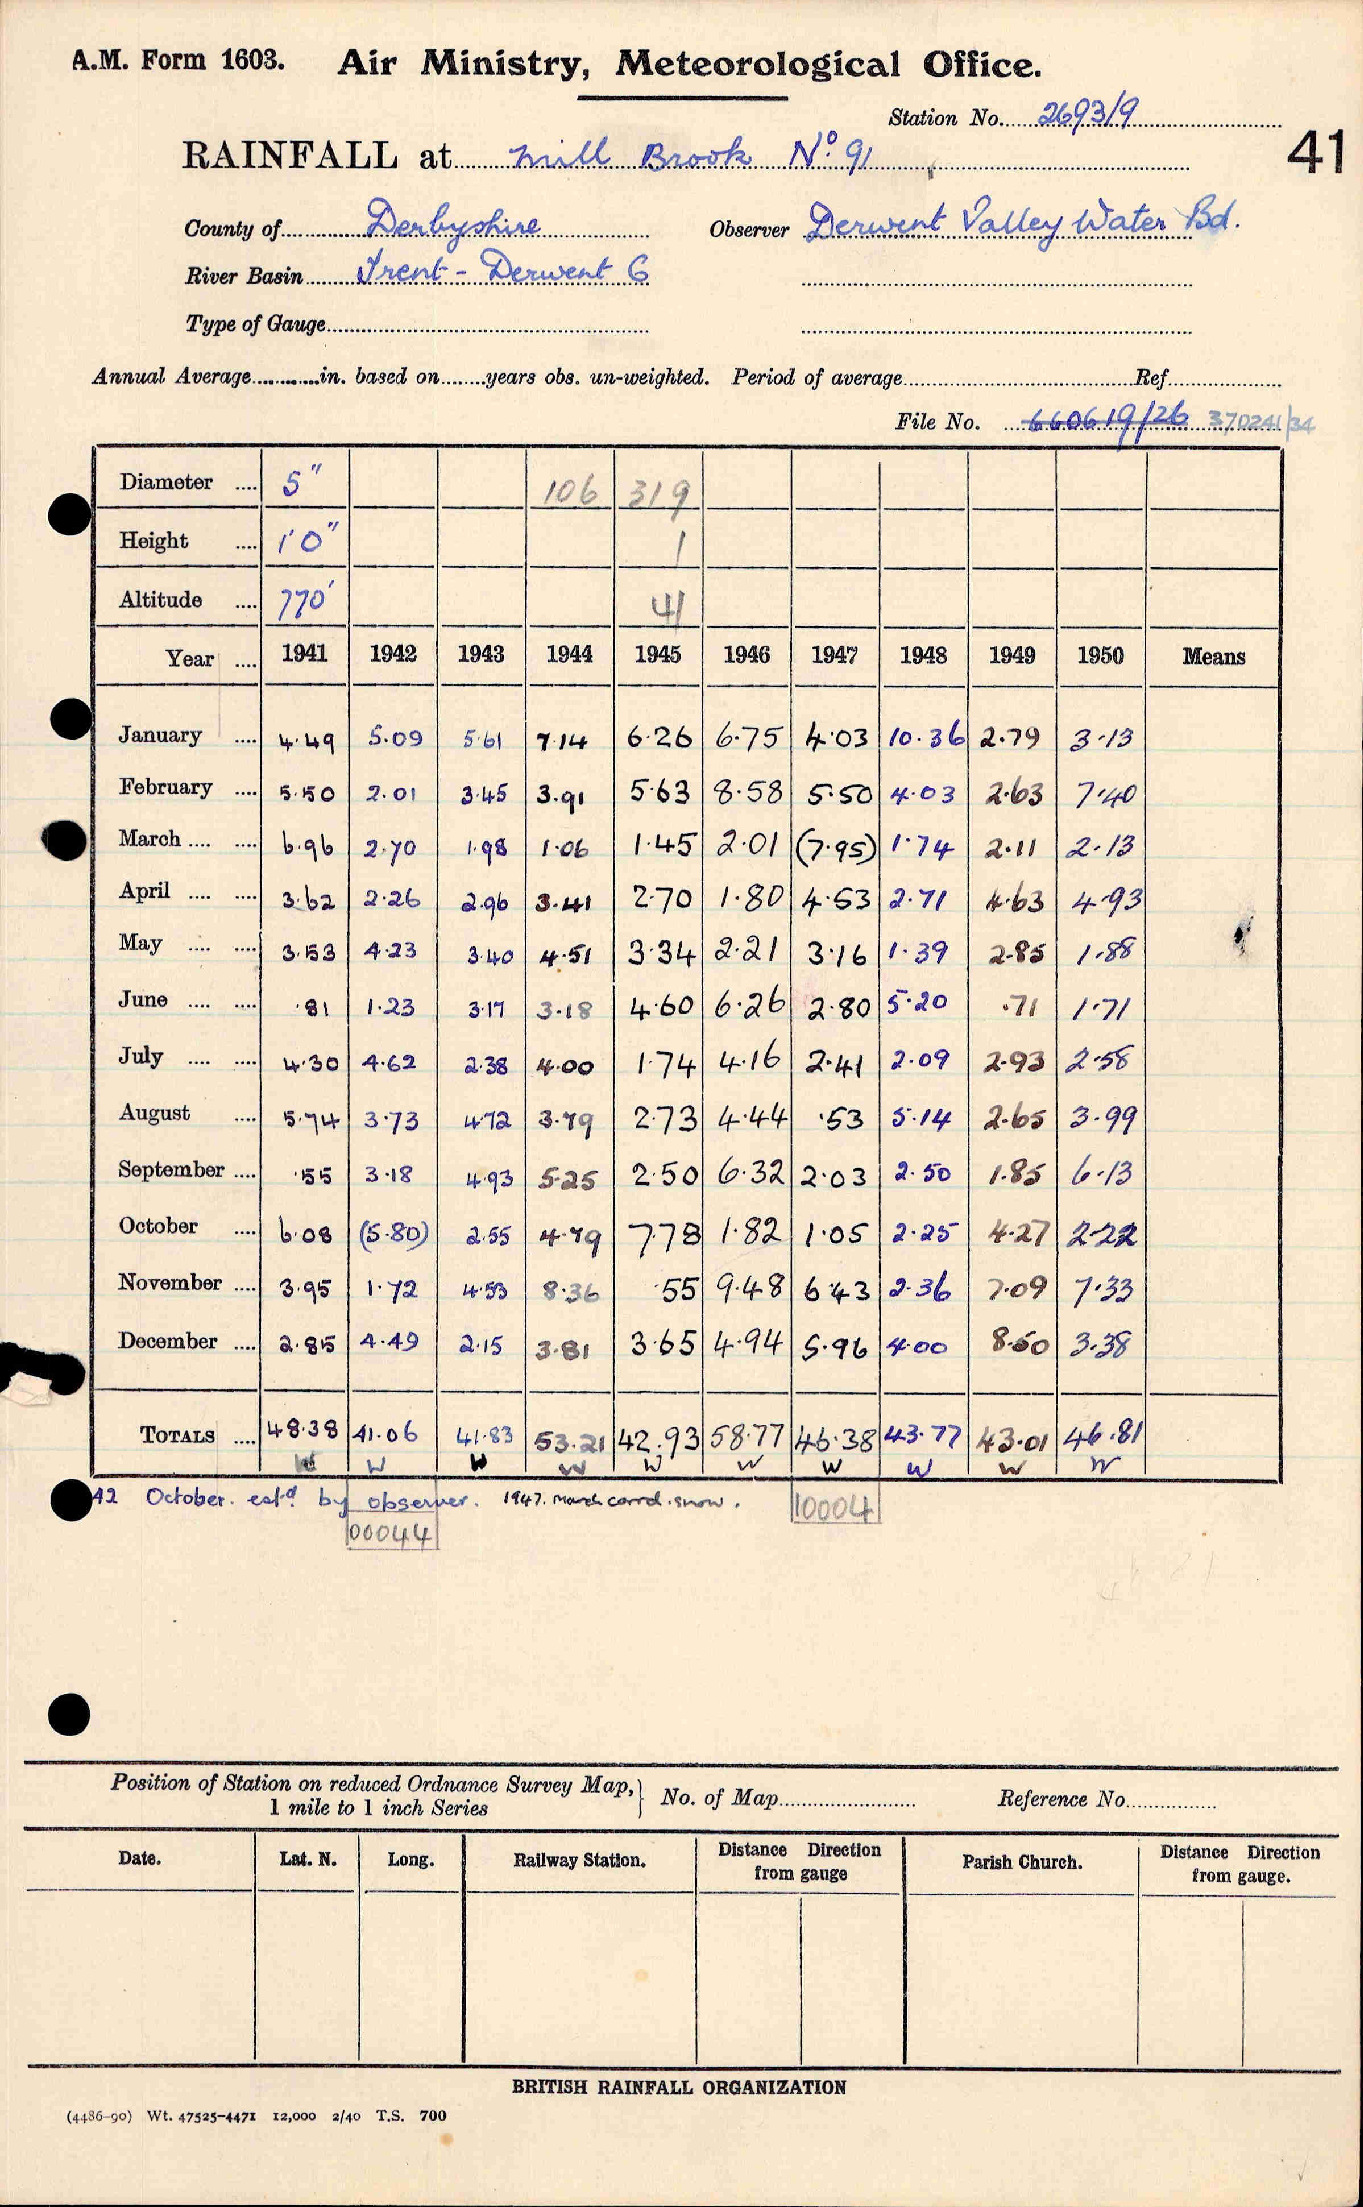 A.M. Form 1603. Air Ministry, Meteorological Office.
Station No. 2693/9
41
RAINFALL at Mill Brook No. 91
County of Derbyshire Observer Derwent Valley Water Bd.
River Basin Trent - Derwent 6
Type of Gauge
Annual Average in. based on years obs. un-weighted. Period of average Ref
File No. 660619/26 370241/34
Diameter .... 5" 106 319
Height .... 1'0" 1
Altitude .... 770' 41
Year .... 1941 1942 1943 1944 1945 1946 1947 1948 1949 1950 Means
January .... 4.49 5.09 5.61 7.14 6.26 6.75 4.03 10.36 2.79 3.13
February .... 5.50 2.01 3.45 3.91 5.63 8.58 5.50 4.03 2.63 7.40
March .... .... 6.96 2.70 1.98 1.06 1.45 2.01 (7.95) 1.74 2.11 2.13
April .... .... 3.62 2.26 2.96 3.41 2.70 1.80 4.53 2.71 4.63 4.93
May .... .... 3.53 4.23 3.40 4.51 3.34 2.21 3.16 1.39 2.85 1.88
June .... .... .81 1.23 3.17 3.18 4.60 6.26 2.80 5.20 .71 1.71
July .... .... 4.30 4.62 2.38 4.00 1.74 4.16 2.41 2.09 2.93 2.58
August .... 5.74 3.73 4.72 3.79 2.73 4.44 .53 5.14 2.65 3.99
September .... .55 3.18 4.93 5.25 2.50 6.32 2.03 2.50 1.85 6.13
October .... 6.08 (5.80) 2.55 4.79 7.78 1.82 1.05 2.25 4.27 2.22
November .... 3.95 1.72 4.53 8.36 .55 9.48 6.43 2.36 7.09 7.33
December .... 2.85 4.49 2.15 3.81 3.65 4.94 5.96 4.00 8.50 3.38
TOTALS .... 48.38 41.06 41.83 53.21 42.93 58.77 46.38 43.77 43.01 46.81
W W W W W W W W W W
42 October. estd. by observer. 1947. March corrd. snow. 10004
00044
Position of Station on reduced Ordnance Survey Map, } No. of Map Reference No.
1 mile to 1 inch Series
Date. Lat. N. Long. Railway Station. Distance Direction from gauge Parish Church. Distance Direction from gauge.
BRITISH RAINFALL ORGANIZATION
(4486-90) Wt. 47525-4471 12,000 2/40 T.S. 700